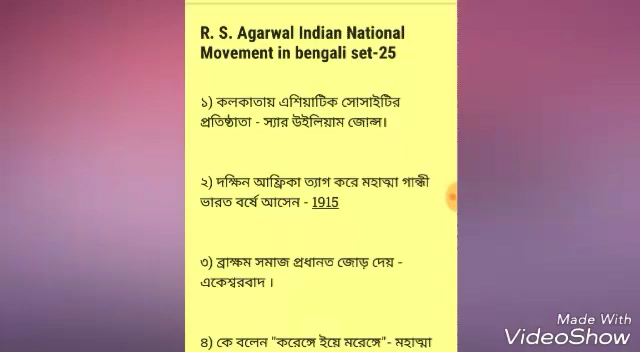 R. S. Agarwal Indian National
Movement in bengali set-25
১) কলকাতায় এশিয়াটিক সোসাইটির
প্রতিষ্ঠাতা - স্যার উইলিয়াম জোন্স।
২) দক্ষিন আফ্রিকা ত্যাগ করে মহাত্মা গান্ধী
ভারত বর্ষে আসেন - 1915
৩) ব্রাক্ষম সমাজ প্রধানত জোড় দেয় -
একেশ্বরবাদ ।
৪) কে বলেন "করেঙ্গে ইয়ে মরেঙ্গে"- মহাত্মা
Made With
VideoShow